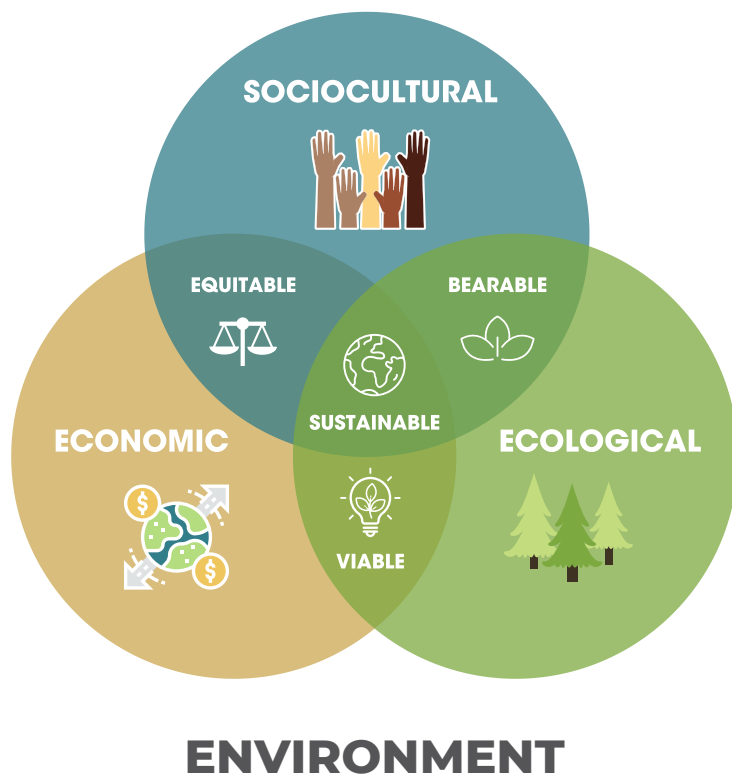 SOCIOCULTURAL
EQUITABLE
BEARABLE
SUSTAINABLE
ECONOMIC
ECOLOGICAL
$
$
VIABLE
ENVIRONMENT